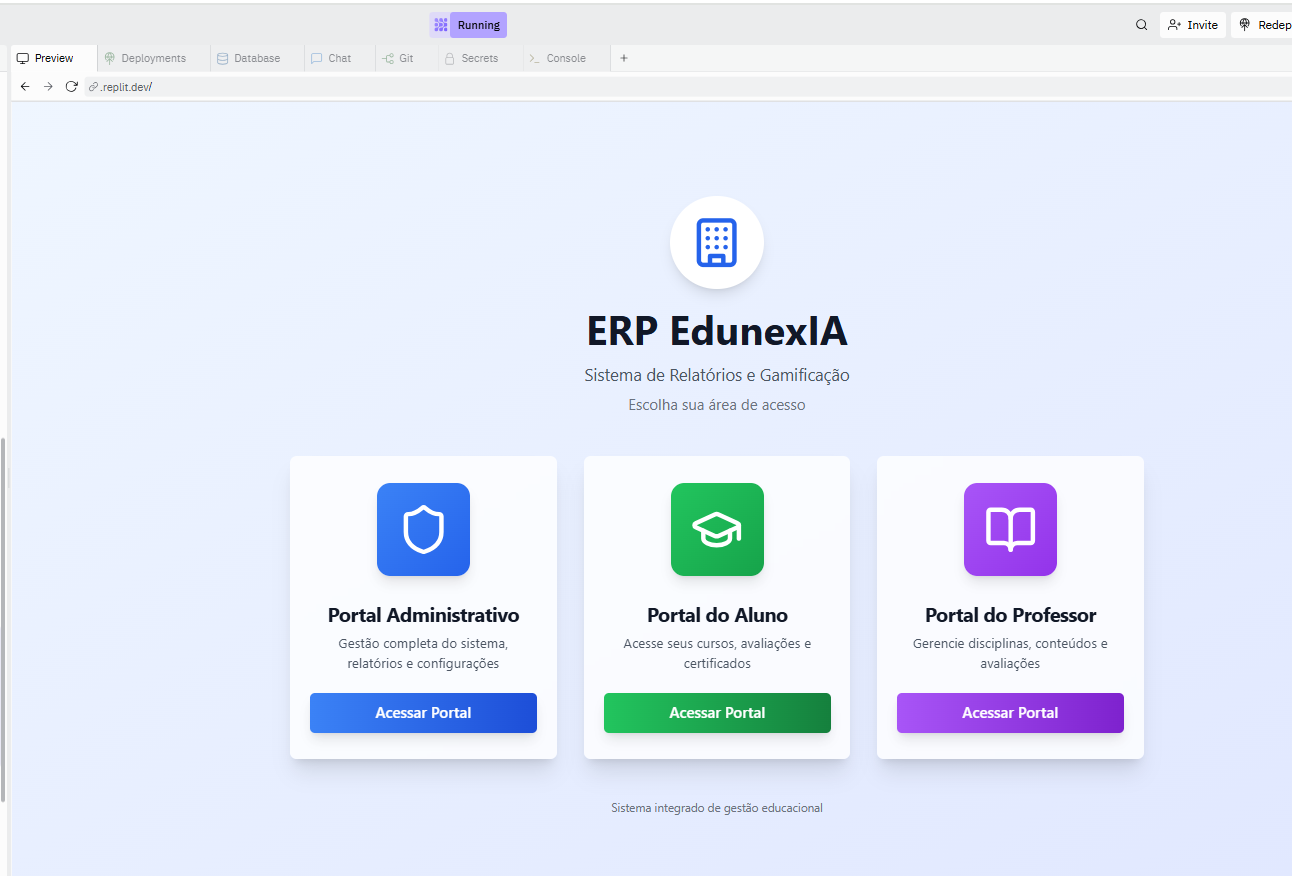 Running
Invite
Redep
Preview
Deployments
Database
Chat
Git
Secrets
Console
.replit.dev/
ERP EdunexIA
Sistema de Relatórios e Gamificação
Escolha sua área de acesso
Portal Administrativo
Gestão completa do sistema,
relatórios e configurações
Acessar Portal
Portal do Aluno
Acesse seus cursos, avaliações e
certificados
Acessar Portal
Portal do Professor
Gerencie disciplinas, conteúdos e
avaliações
Acessar Portal
Sistema integrado de gestão educacional